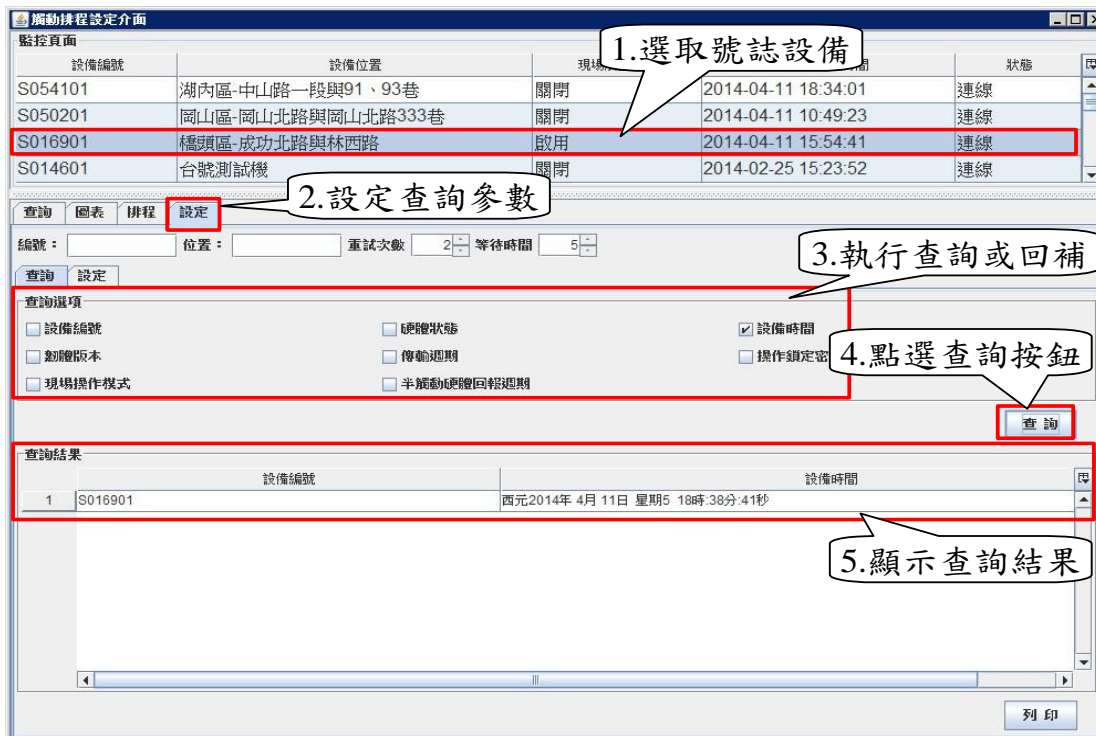 觸動排程設定介面
監控頁面
1.選取號誌設備
設備編號 設備位置 現場 間 狀態
S054101 湖內區-中山路一段與91、93巷 關閉 2014-04-11 18:34:01 連線
S050201 岡山區-岡山北路與岡山北路333巷 關閉 2014-04-11 10:49:23 連線
S016901 橋頭區-成功北路與林西路 啟用 2014-04-11 15:54:41 連線
S014601 台號測試機 關閉 2014-02-25 15:23:52 連線
2.設定查詢參數
查詢 圖表 排程 設定
編號： 位置： 重試次數 2 等待時間 5
3.執行查詢或回補
查詢 設定
查詢選項
設備編號 硬體狀態 設備時間
韌體版本 傳輸週期 操作鎖定密
4.點選查詢按鈕
現場操作模式 半觸動硬體回報週期
查詢
查詢結果
設備編號 設備時間
1 S016901 西元2014年 4月 11日 星期5 18時:38分:41秒
5.顯示查詢結果
列印